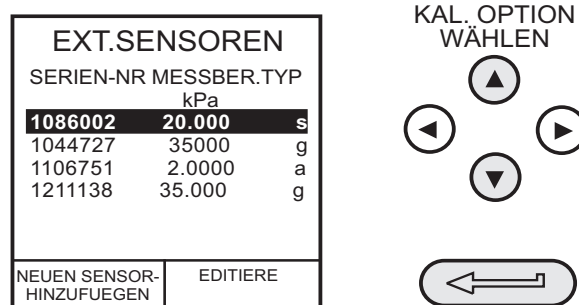 EXT.SENSOREN
SERIEN-NR MESSBER.TYP
kPa
1086002 20.000 s
1044727 35000 g
1106751 2.0000 a
1211138 35.000 g
NEUEN SENSOR-
HINZUFUEGEN
EDITIERE
KAL. OPTION
WÄHLEN